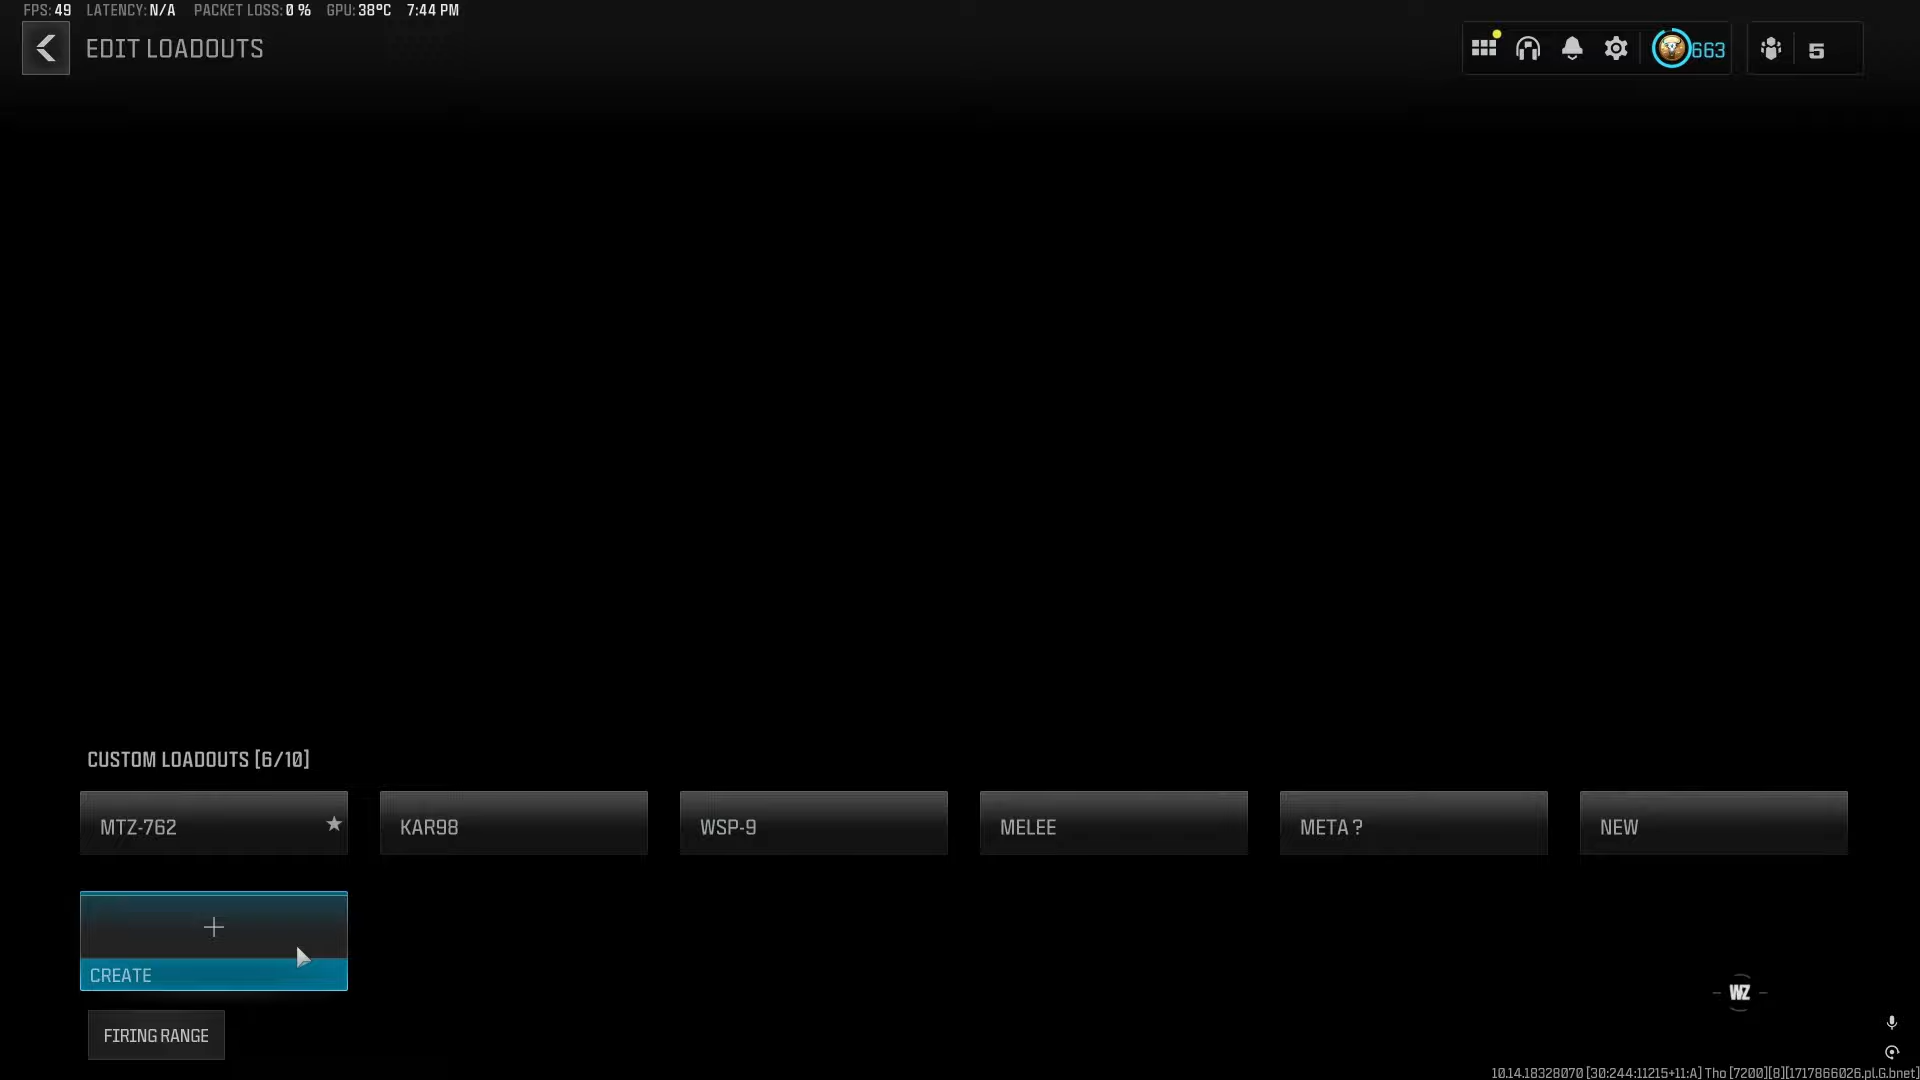 FPS: 49 LATENCY: N/A PACKET LOSS: 0 % GPU: 38°C 7:44 PM
EDIT LOADOUTS
663
5
CUSTOM LOADOUTS [6/10]
MTZ-762
KAR98
WSP-9
MELEE
META ?
NEW
CREATE
WZ
FIRING RANGE
10.14.18328070 [30:244:11215+11:A] Tho [7200][8][1717866026.pl.G.bnet]